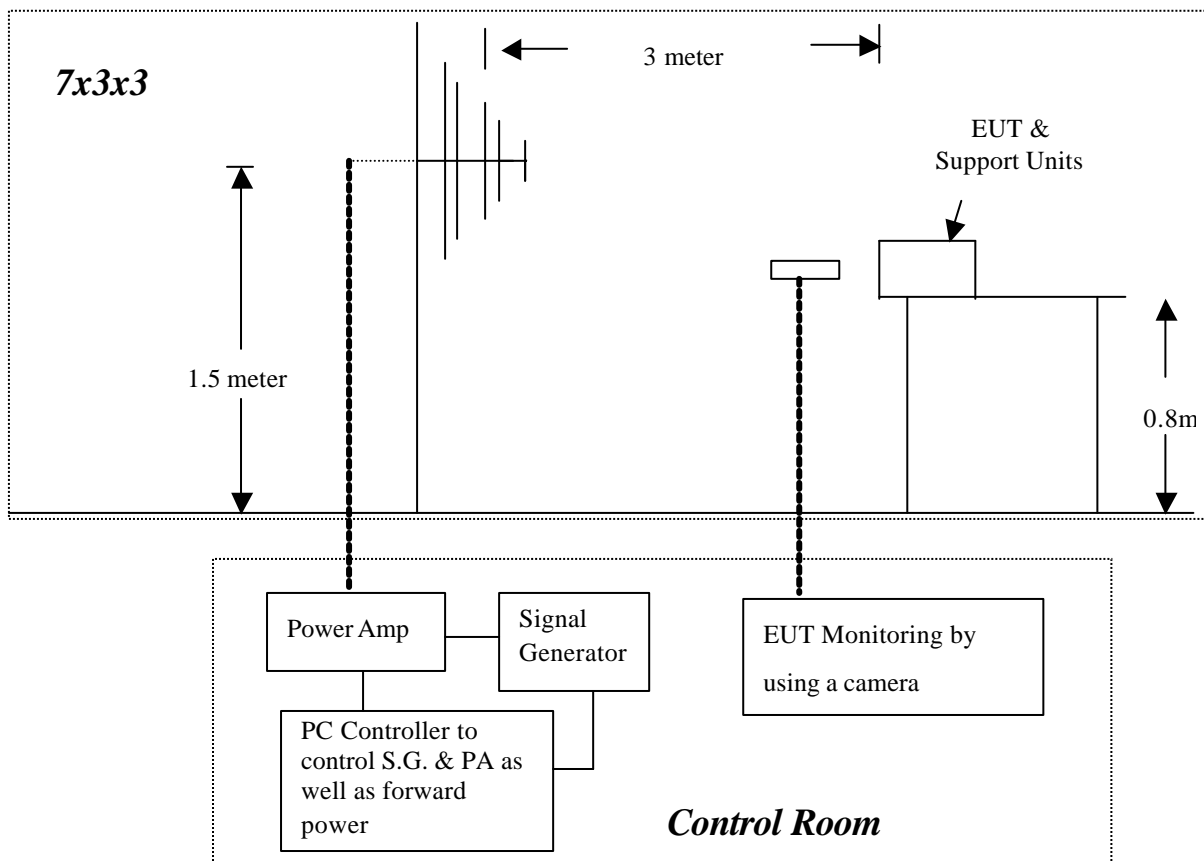 7x3x3
3 meter
EUT &
Support Units
1.5 meter
0.8m
Power Amp
Signal
Generator
EUT Monitoring by
using a camera
PC Controller to
control S.G. & PA as
well as forward
power
Control Room